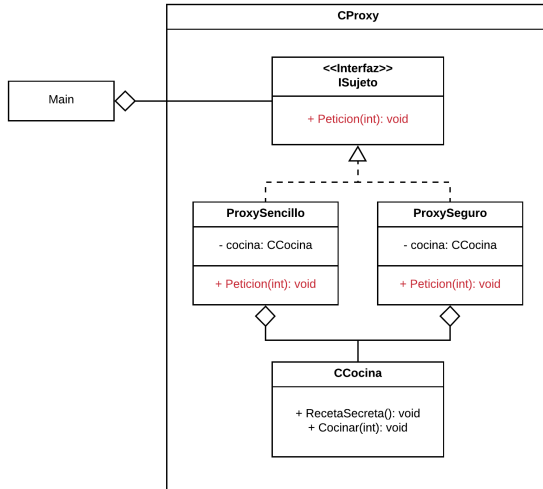 CProxy
<<Interfaz>>
ISujeto
Main
+ Peticion(int): void
ProxySencillo
ProxySeguro
- cocina: CCocina
- cocina: CCocina
+ Peticion(int): void
+ Peticion(int): void
CCocina
+ RecetaSecreta(): void
+ Cocinar(int): void